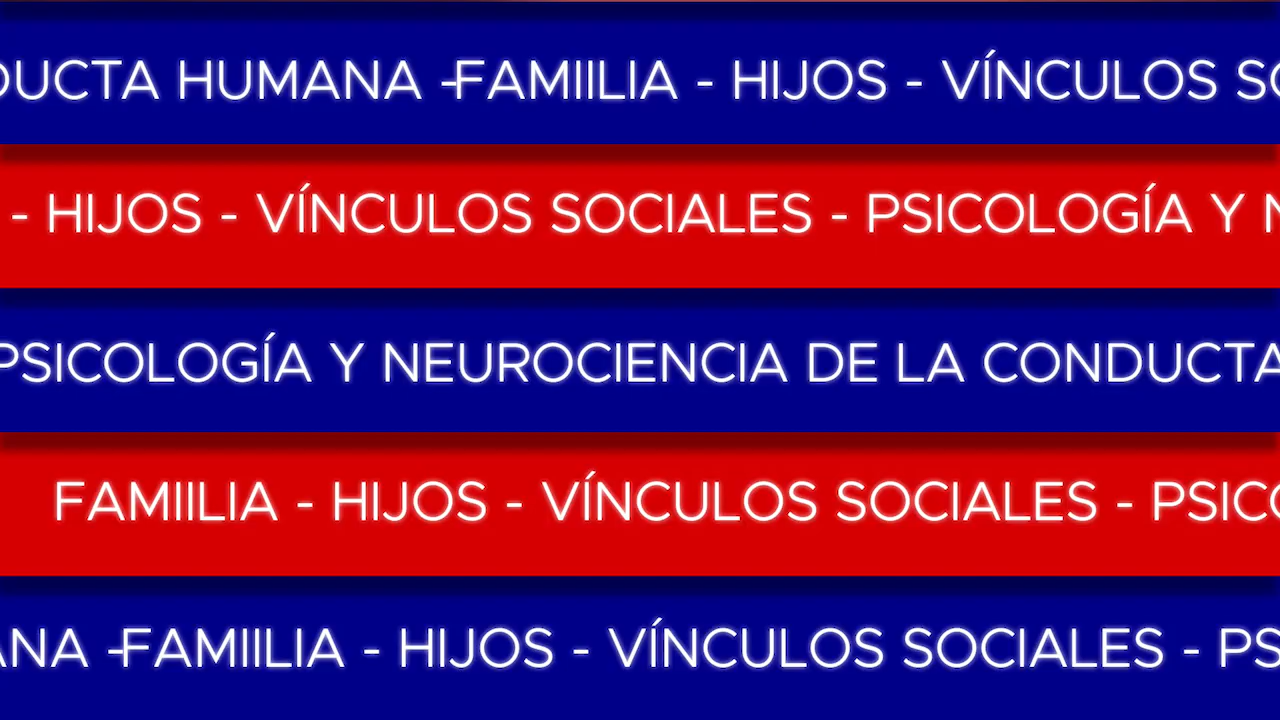 DUCTA HUMANA -FAMIILIA - HIJOS - VÍNCULOS SO
- HIJOS - VÍNCULOS SOCIALES - PSICOLOGÍA Y N
PSICOLOGÍA Y NEUROCIENCIA DE LA CONDUCTA
FAMIILIA - HIJOS - VÍNCULOS SOCIALES - PSICO
ANA -FAMIILIA - HIJOS - VÍNCULOS SOCIALES - PS